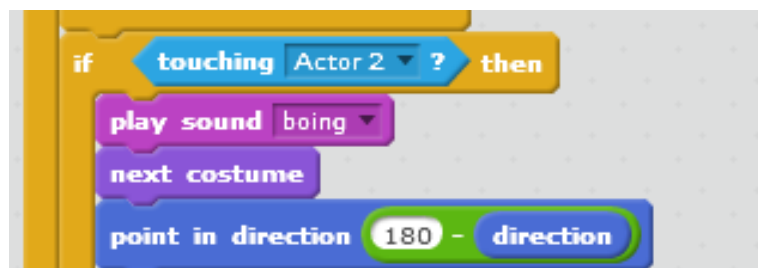 if touching Actor 2 ? then
play sound boing
next costume
point in direction 180 - direction